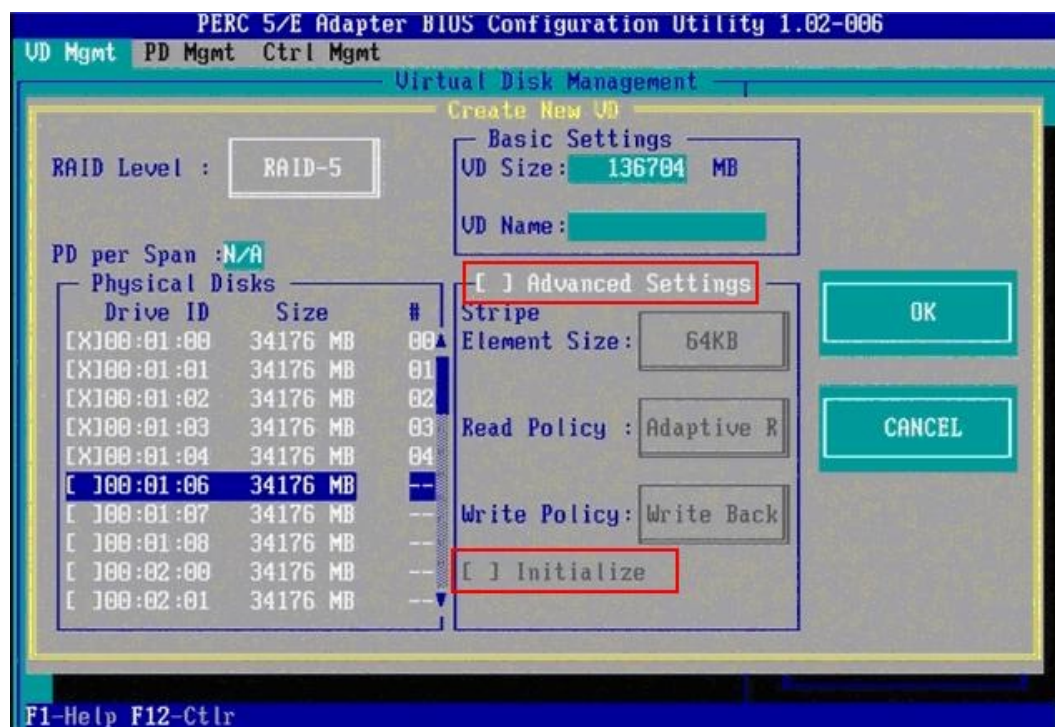 PERC 5/E Adapter BIOS Configuration Utility 1.02-006
VD Mgmt PD Mgmt Ctrl Mgmt
Virtual Disk Management
Create New VD
RAID Level : RAID-5
Basic Settings
VD Size: 136704 MB
VD Name:
PD per Span :N/A
Physical Disks
Drive ID Size #
[X]00:01:00 34176 MB 00
[X]00:01:01 34176 MB 01
[X]00:01:02 34176 MB 02
[X]00:01:03 34176 MB 03
[X]00:01:04 34176 MB 04
[ ]00:01:06 34176 MB --
[ ]00:01:07 34176 MB --
[ ]00:01:08 34176 MB --
[ ]00:02:00 34176 MB --
[ ]00:02:01 34176 MB --
[ ] Advanced Settings
Stripe
Element Size: 64KB
Read Policy : Adaptive R
Write Policy: Write Back
[ ] Initialize
OK
CANCEL
F1-Help F12-Ctlr